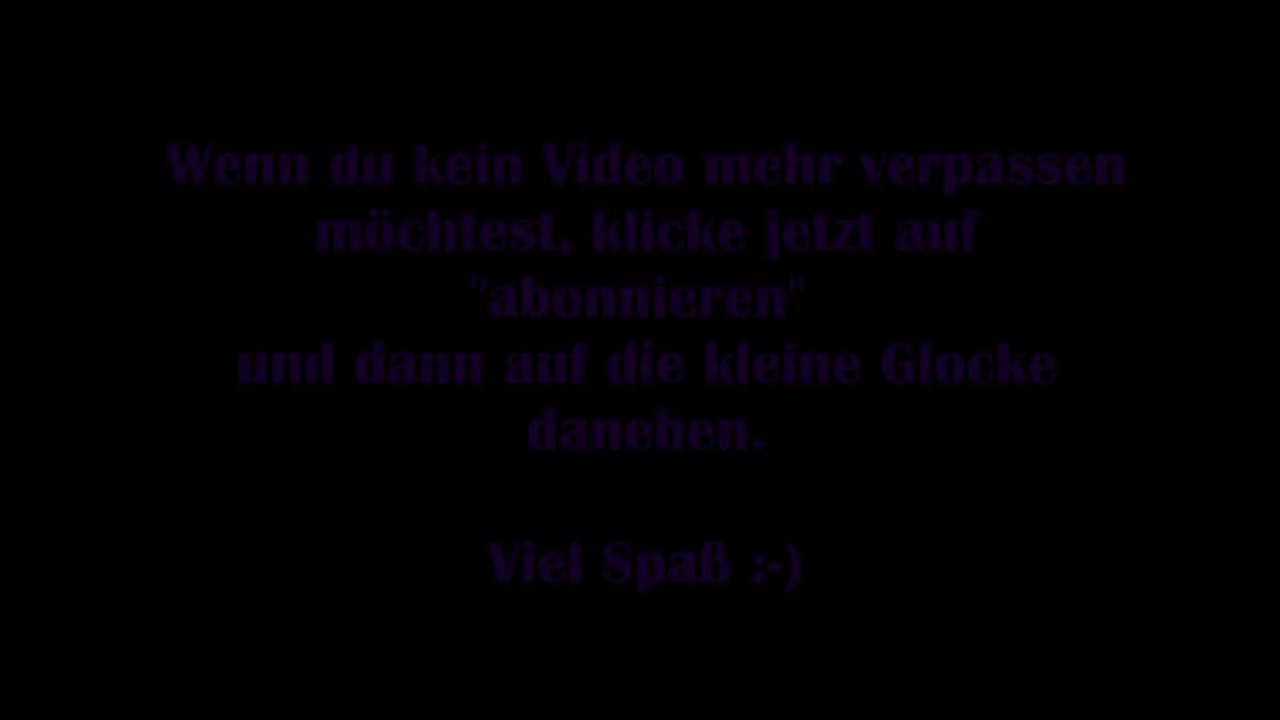 Wenn du kein Video mehr verpassen
möchtest, klicke jetzt auf
"abonnieren"
und dann auf die kleine Glocke
daneben.
Viel Spaß :-)